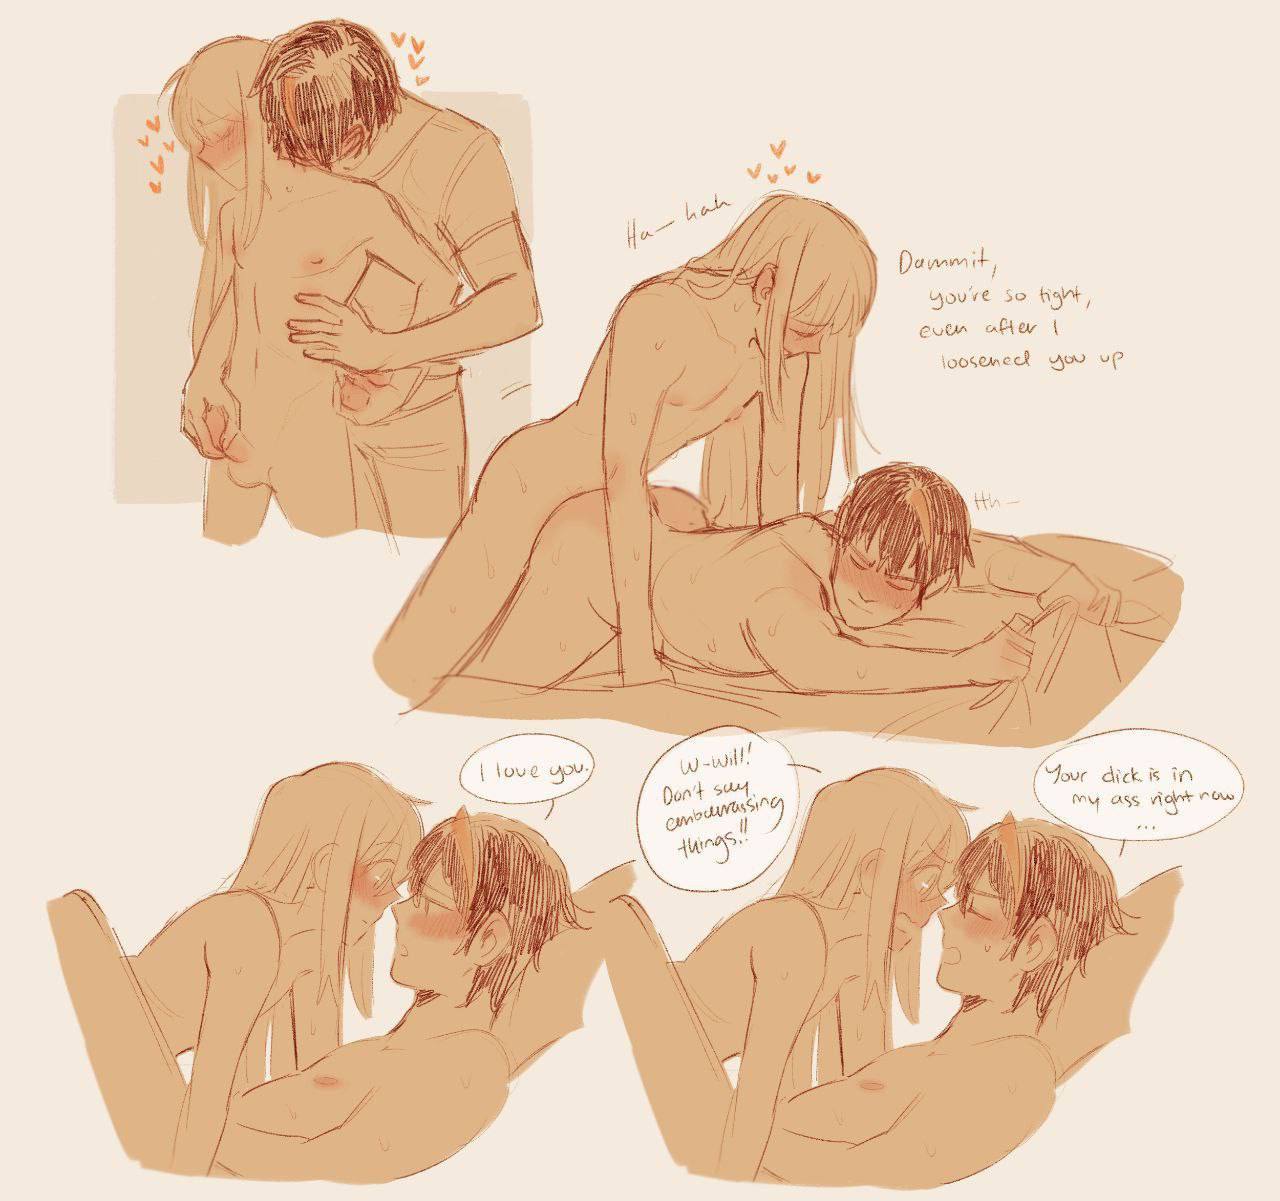 Ha— hah
Dammit,
you're so tight,
even after I
loosened you up
Hh—
I love you.
W-Will!
Don't say
embarrassing
things!!
Your dick is in
my ass right now
...